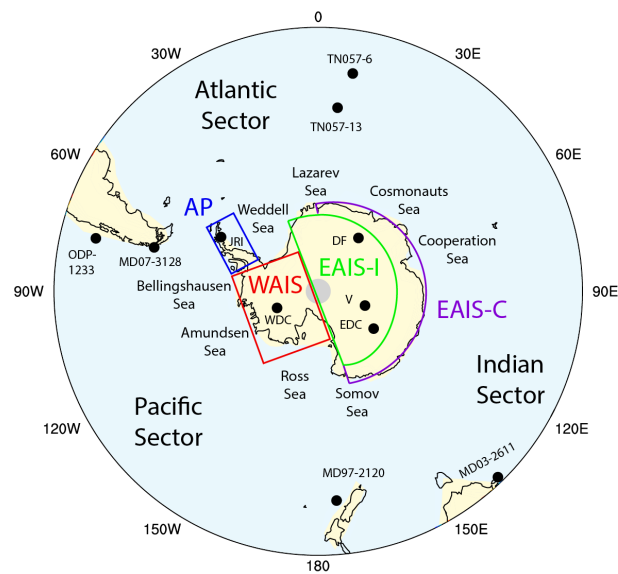 0
30W
30E
TN057-6
Atlantic
Sector
TN057-13
60W
60E
Lazarev
Sea
Cosmonauts
Sea
AP
Weddell
Sea
JRI
DF
Cooperation
Sea
ODP-
1233
MD07-3128
EAIS-I
WAIS
Bellingshausen
Sea
90W
90E
V
EAIS-C
WDC
EDC
Amundsen
Sea
Ross
Sea
Somov
Sea
Indian
Sector
Pacific
Sector
120W
120E
MD97-2120
MD03-2611
150W
150E
180